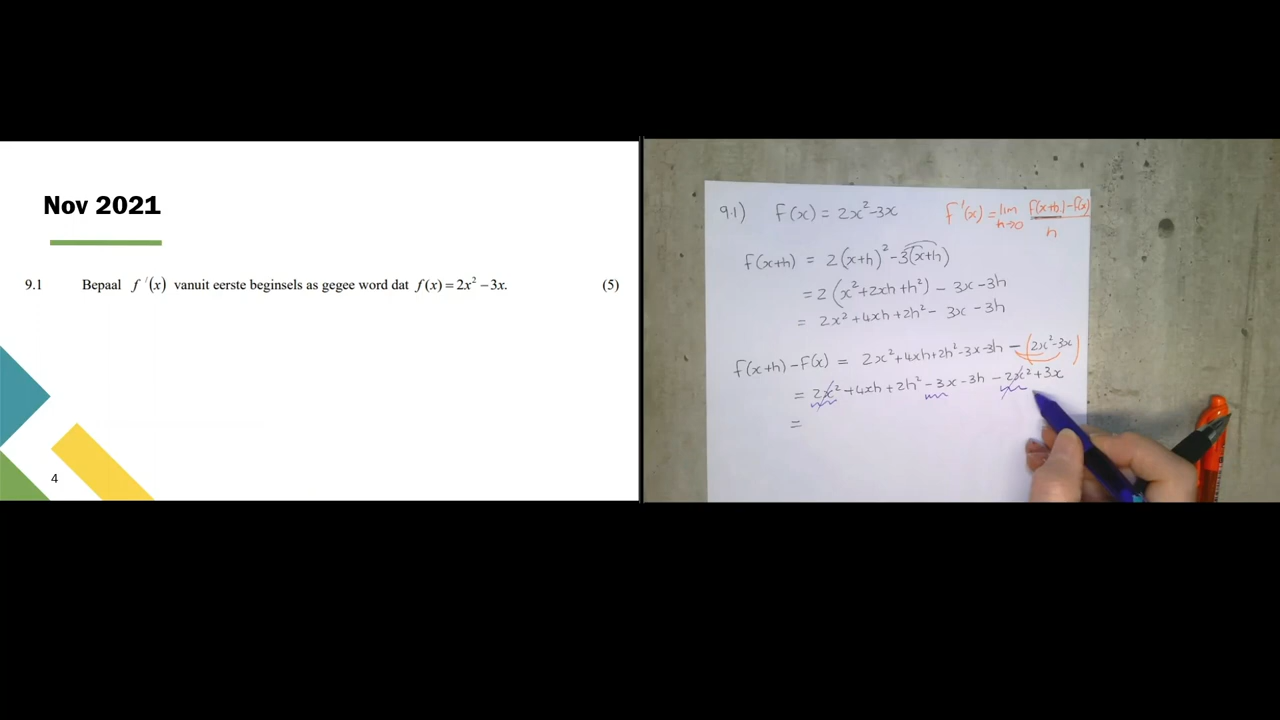 Nov 2021
9.1 Bepaal f ′(x) vanuit eerste beginsels as gegee word dat f(x) = 2x² − 3x. (5)
4
9.1) f(x) = 2x²-3x f'(x) = lim h→0 f(x+h)-f(x) / h
f(x+h) = 2(x+h)² -3(x+h)
= 2(x²+2xh+h²) - 3x -3h
= 2x²+4xh+2h² - 3x -3h
f(x+h) -f(x) = 2x²+4xh+2h²-3x-3h - (2x²-3x)
= 2x² +4xh +2h² -3x -3h -2x² +3x
=